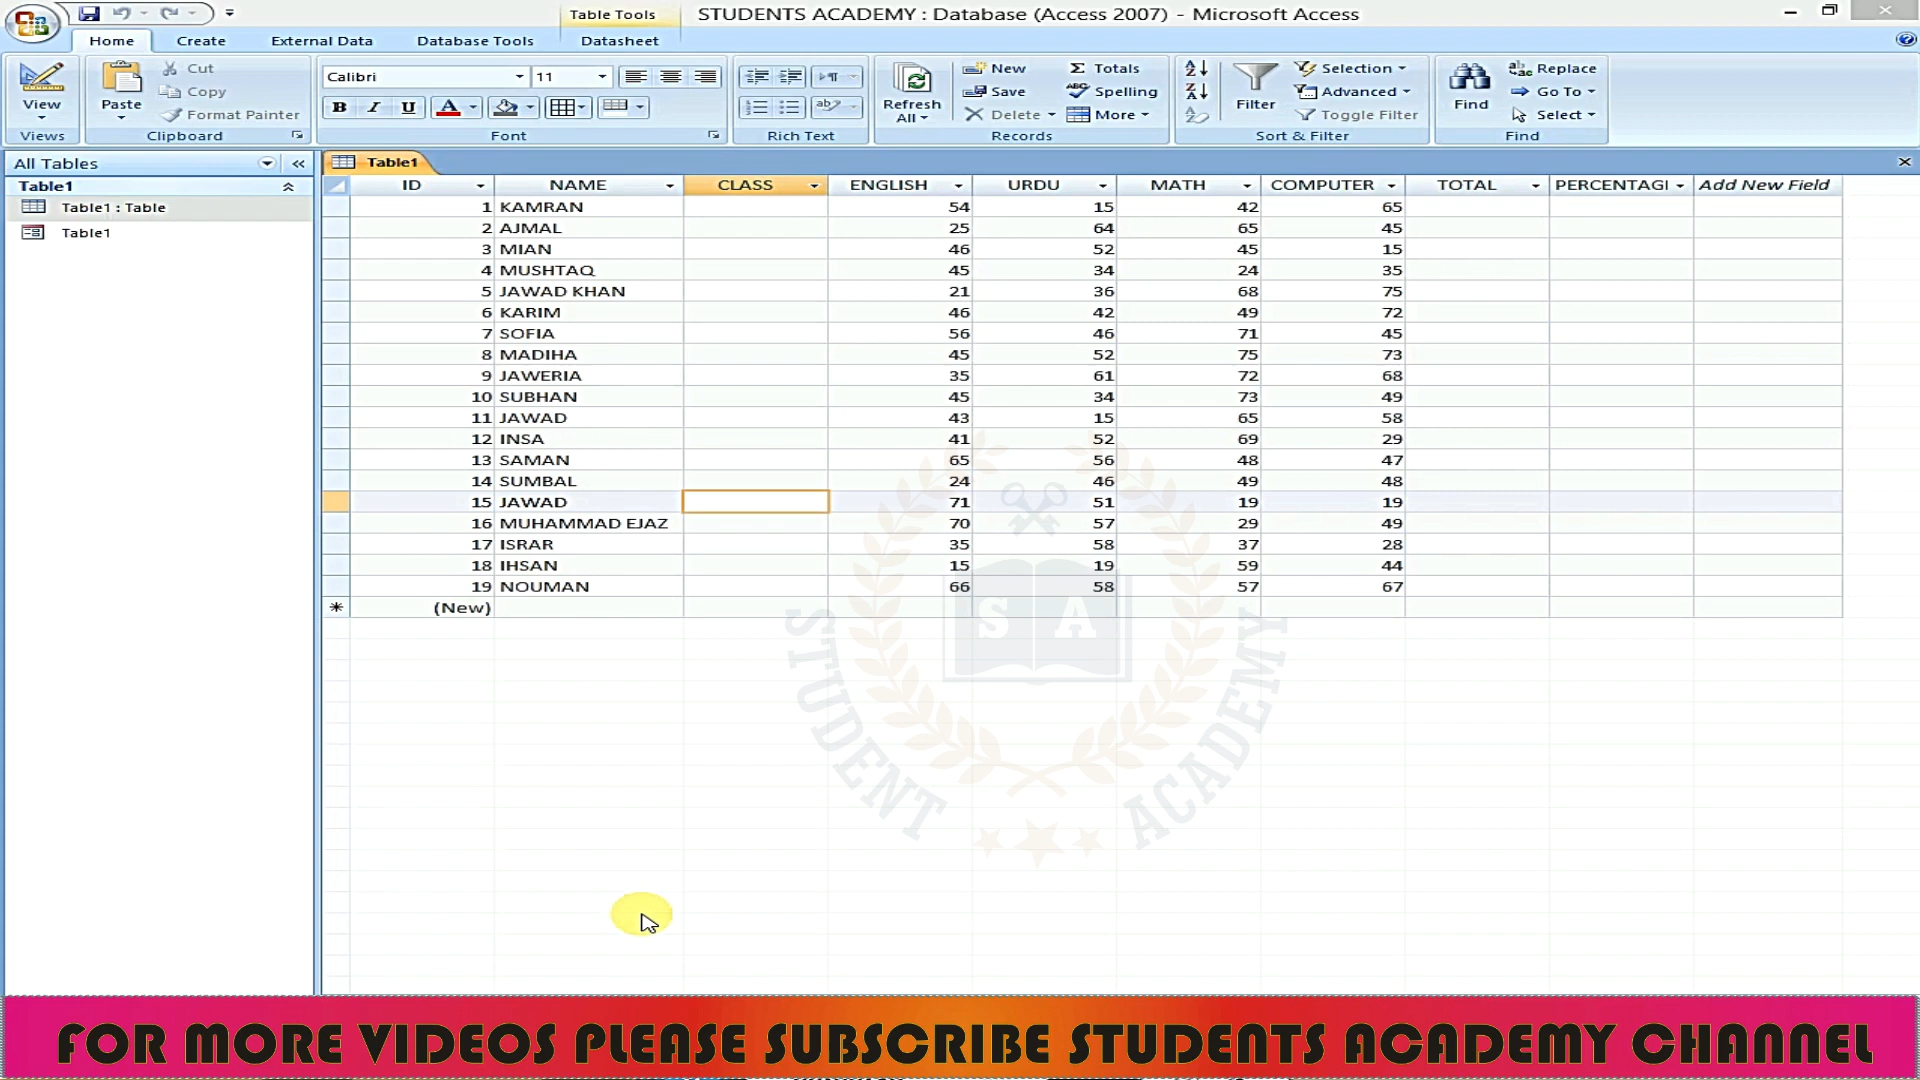 Table Tools
STUDENTS ACADEMY : Database (Access 2007) - Microsoft Access
Home Create External Data Database Tools Datasheet
View
Views
Paste
Cut
Copy
Format Painter
Clipboard
Calibri 11
B I U A
Font
Rich Text
Refresh
All
New
Save
Delete
Totals
Spelling
More
Records
Filter
Selection
Advanced
Toggle Filter
Sort & Filter
Find
Replace
Go To
Select
Find
All Tables
Table1
Table1 : Table
Table1
Table1
ID NAME CLASS ENGLISH URDU MATH COMPUTER TOTAL PERCENTAGI Add New Field
1 KAMRAN 54 15 42 65
2 AJMAL 25 64 65 45
3 MIAN 46 52 45 15
4 MUSHTAQ 45 34 24 35
5 JAWAD KHAN 21 36 68 75
6 KARIM 46 42 49 72
7 SOFIA 56 46 71 45
8 MADIHA 45 52 75 73
9 JAWERIA 35 61 72 68
10 SUBHAN 45 34 73 49
11 JAWAD 43 15 65 58
12 INSA 41 52 69 29
13 SAMAN 65 56 48 47
14 SUMBAL 24 46 49 48
15 JAWAD 71 51 19 19
16 MUHAMMAD EJAZ 70 57 29 49
17 ISRAR 35 58 37 28
18 IHSAN 15 19 59 44
19 NOUMAN 66 58 57 67
(New)
S A
STUDENT ACADEMY
FOR MORE VIDEOS PLEASE SUBSCRIBE STUDENTS ACADEMY CHANNEL